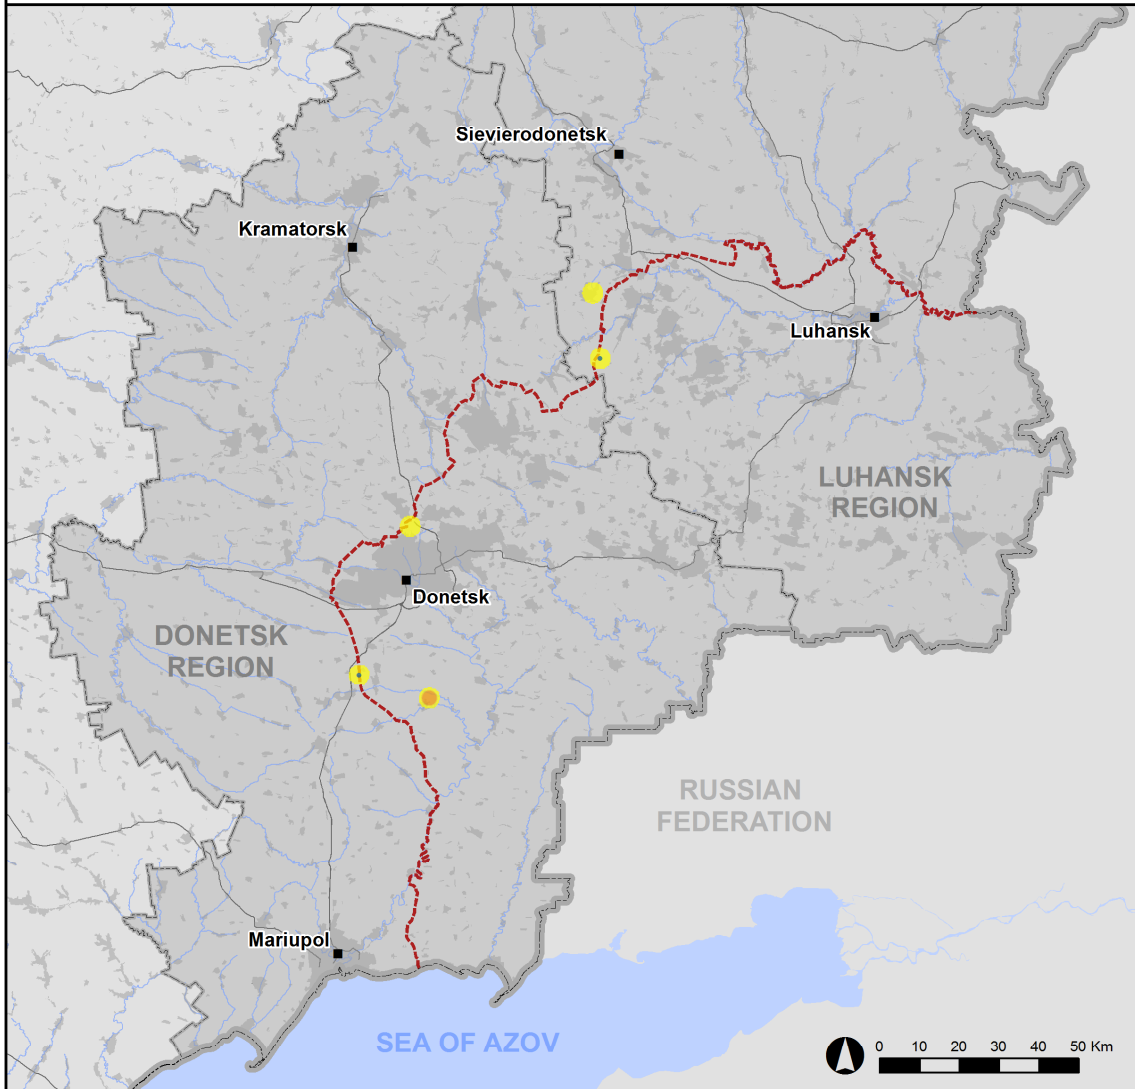 Sievierodonetsk
Kramatorsk
Luhansk
LUHANSK
REGION
Donetsk
DONETSK
REGION
RUSSIAN
FEDERATION
Mariupol
SEA OF AZOV
0 10 20 30 40 50 Km